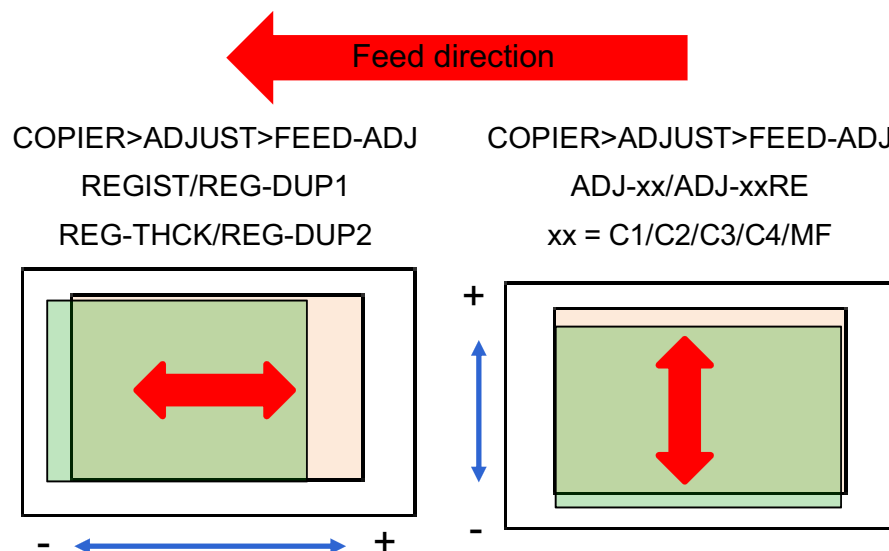 Feed direction
COPIER>ADJUST>FEED-ADJ
REGIST/REG-DUP1
REG-THCK/REG-DUP2
- +
COPIER>ADJUST>FEED-ADJ
ADJ-xx/ADJ-xxRE
xx = C1/C2/C3/C4/MF
+
-